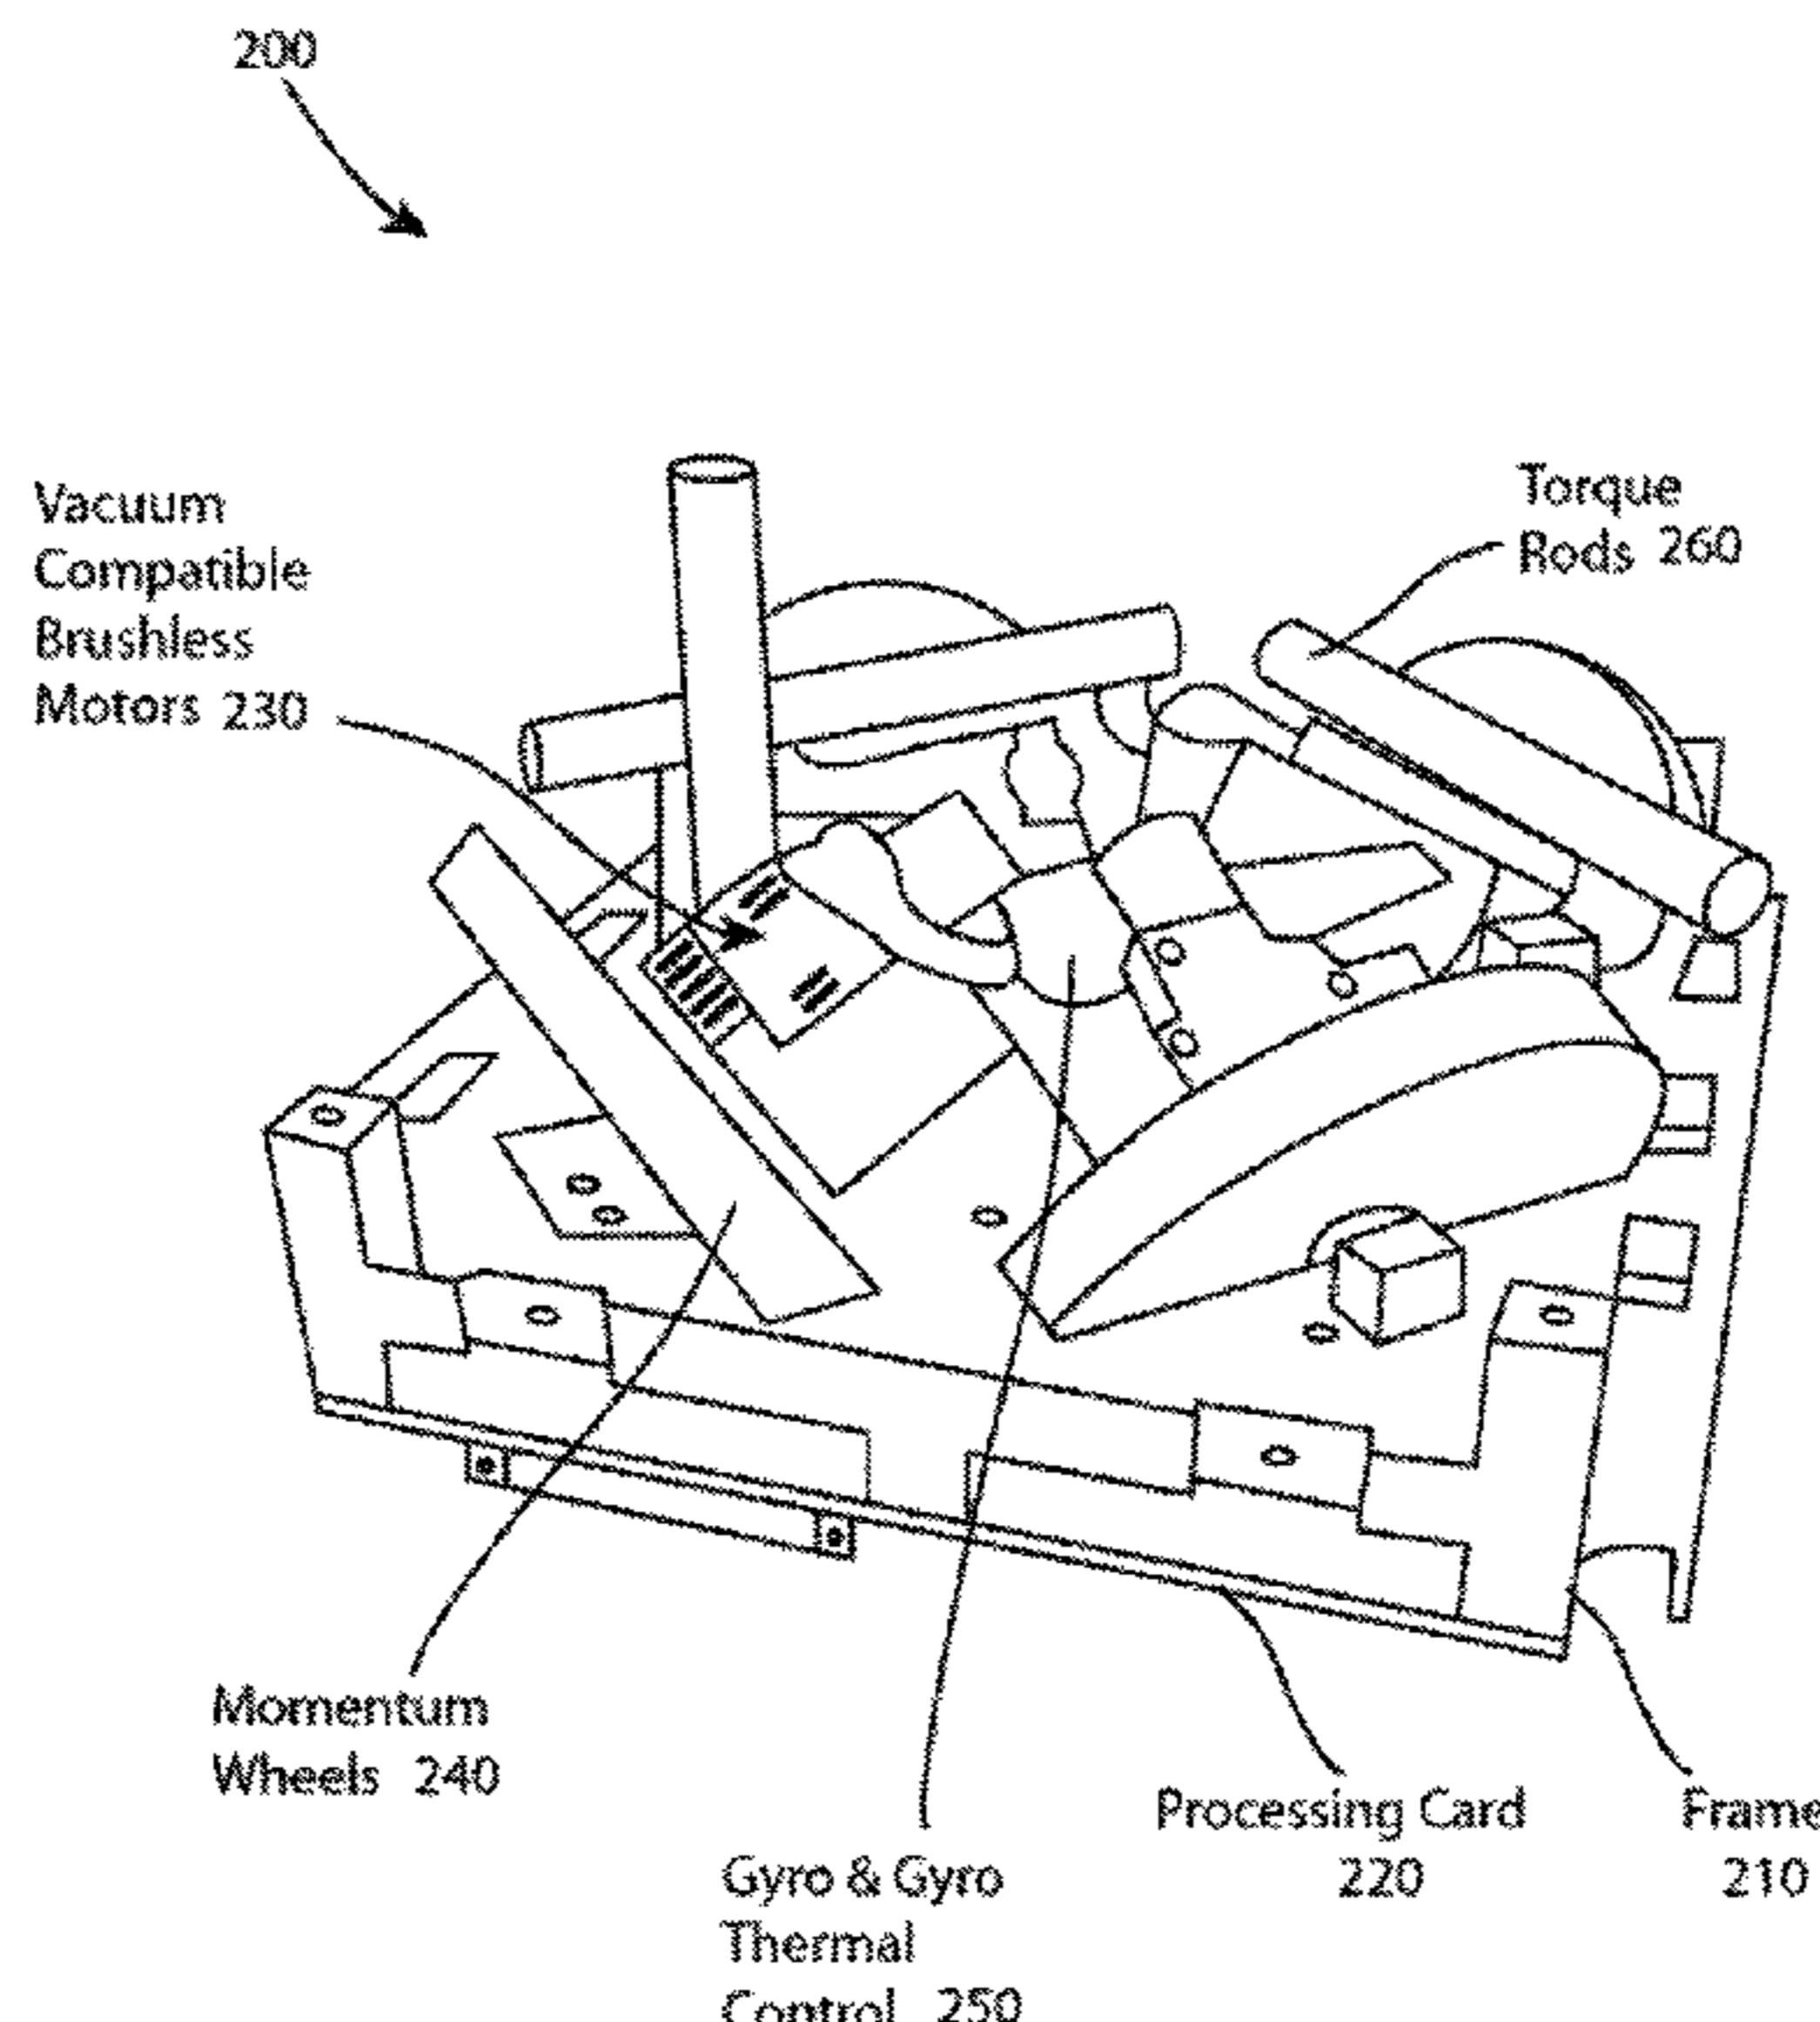 200
Vacuum
Compatible
Brushless
Motors 230
Torque
Rods 260
Momentum
Wheels 240
Gyro & Gyro
Thermal
Control 250
Processing Card
220
Frame
210